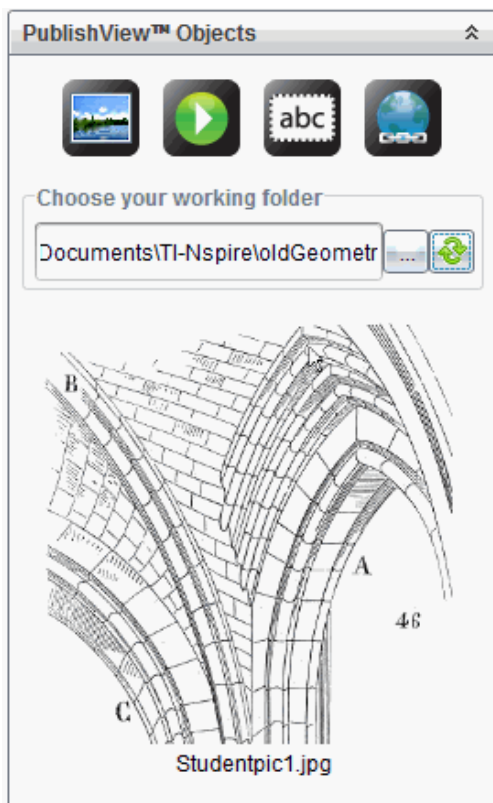 PublishView™ Objects
abc
Choose your working folder
Documents\TI-Nspire\oldGeometr
...
B
A
46
C
Studentpic1.jpg